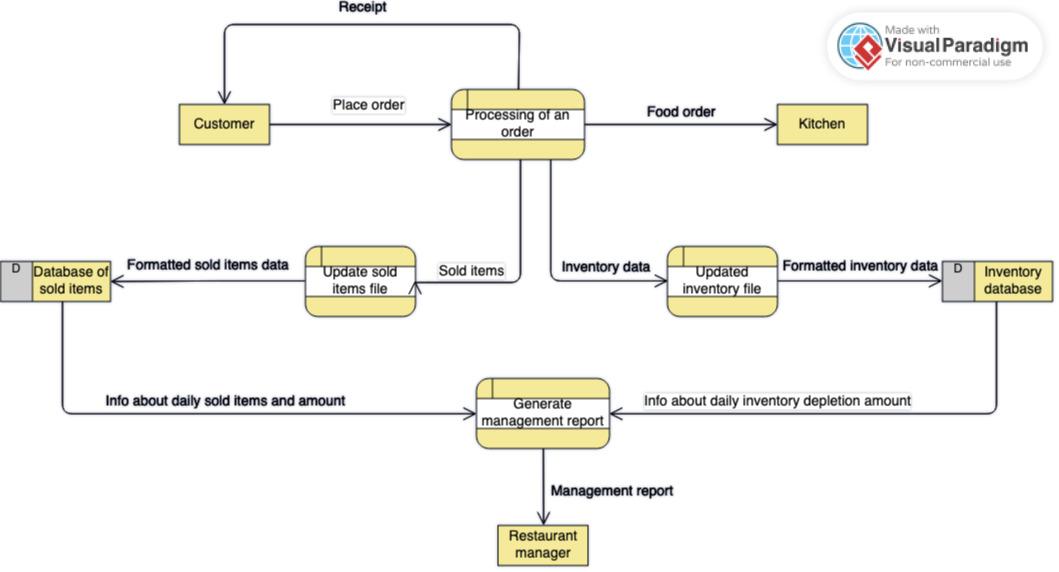 Receipt
Made with
VisualParadigm
For non-commercial use
Place order
Food order
Customer
Processing of an
order
Kitchen
Formatted sold items data
Sold items
Inventory data
Formatted inventory data
D
Database of
sold items
Update sold
items file
Updated
inventory file
D
Inventory
database
Info about daily sold items and amount
Generate
management report
Info about daily inventory depletion amount
Management report
Restaurant
manager